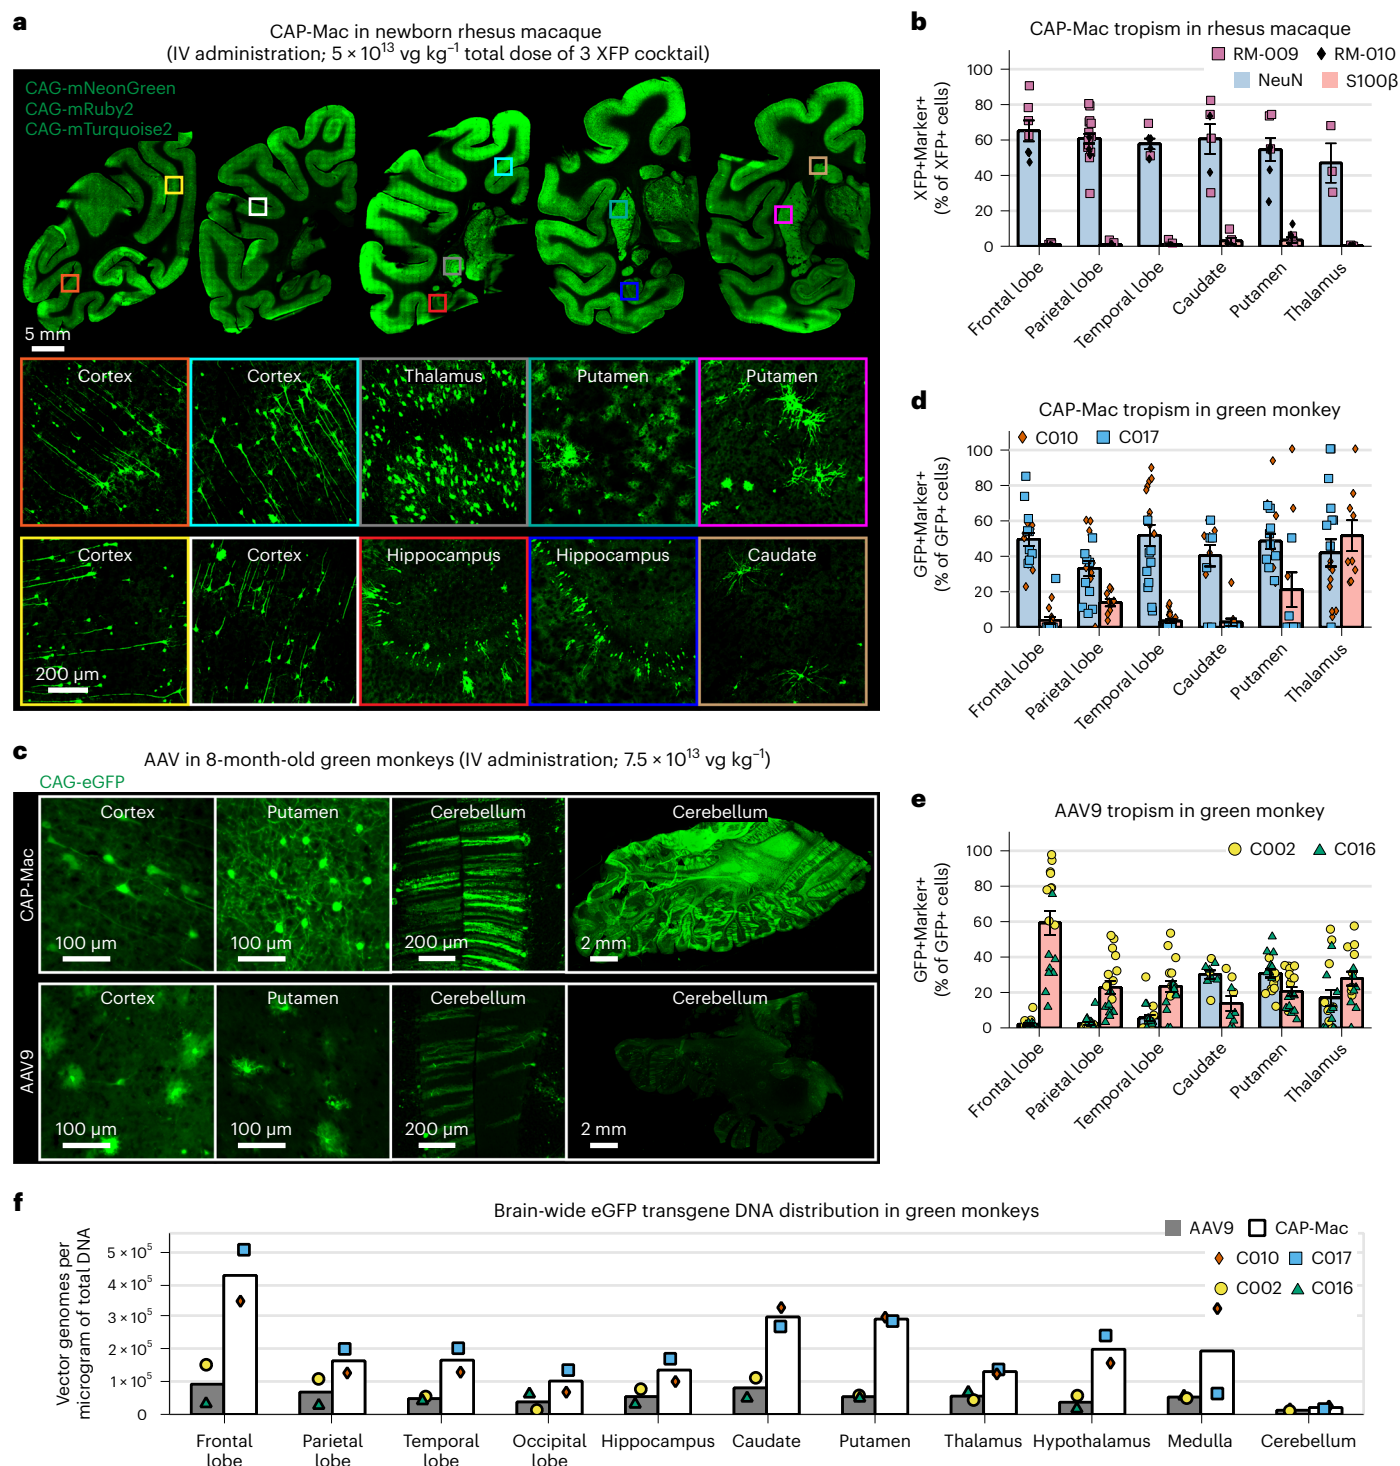 a
CAP-Mac in newborn rhesus macaque
(IV administration; 5 × 10¹³ vg kg⁻¹ total dose of 3 XFP cocktail)
CAG-mNeonGreen
CAG-mRuby2
CAG-mTurquoise2
5 mm
Cortex
Cortex
Thalamus
Putamen
Putamen
Cortex
Cortex
Hippocampus
Hippocampus
Caudate
200 µm
b
CAP-Mac tropism in rhesus macaque
RM-009
RM-010
NeuN
S100β
XFP+Marker+
(% of XFP+ cells)
100
80
60
40
20
0
Frontal lobe
Parietal lobe
Temporal lobe
Caudate
Putamen
Thalamus
d
CAP-Mac tropism in green monkey
C010
C017
GFP+Marker+
(% of GFP+ cells)
100
80
60
40
20
0
Frontal lobe
Parietal lobe
Temporal lobe
Caudate
Putamen
Thalamus
c
AAV in 8-month-old green monkeys (IV administration; 7.5 × 10¹³ vg kg⁻¹)
CAG-eGFP
CAP-Mac
Cortex
Putamen
Cerebellum
Cerebellum
100 µm
100 µm
200 µm
2 mm
AAV9
Cortex
Putamen
Cerebellum
Cerebellum
100 µm
100 µm
200 µm
2 mm
e
AAV9 tropism in green monkey
C002
C016
GFP+Marker+
(% of GFP+ cells)
100
80
60
40
20
0
Frontal lobe
Parietal lobe
Temporal lobe
Caudate
Putamen
Thalamus
f
Brain-wide eGFP transgene DNA distribution in green monkeys
AAV9
CAP-Mac
C010
C017
C002
C016
Vector genomes per
microgram of total DNA
5 × 10⁵
4 × 10⁵
3 × 10⁵
2 × 10⁵
1 × 10⁵
0
Frontal
lobe
Parietal
lobe
Temporal
lobe
Occipital
lobe
Hippocampus
Caudate
Putamen
Thalamus
Hypothalamus
Medulla
Cerebellum